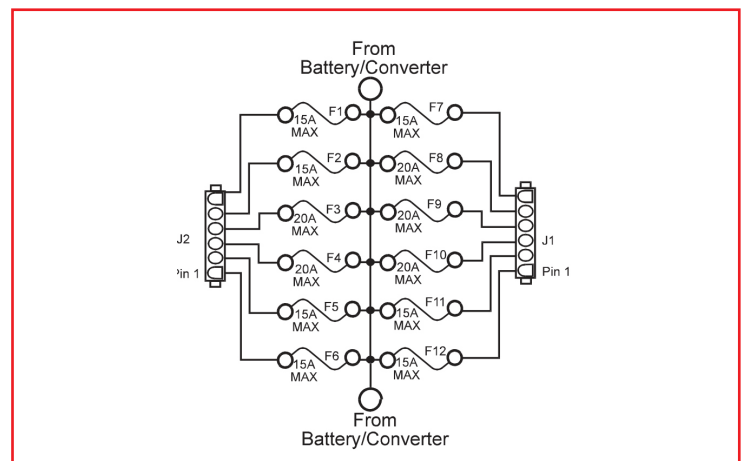 From
Battery/Converter
F1
15A
MAX
F7
15A
MAX
F2
15A
MAX
F8
20A
MAX
F3
20A
MAX
F9
20A
MAX
J2
J1
F4
20A
MAX
F10
20A
MAX
'in 1
Pin 1
F5
15A
MAX
F11
15A
MAX
F6
15A
MAX
F12
15A
MAX
From
Battery/Converter